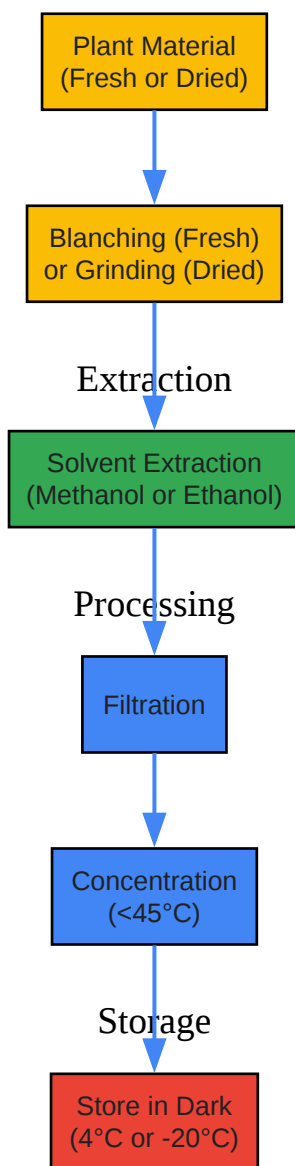 Plant Material
(Fresh or Dried)
Blanching (Fresh)
or Grinding (Dried)
Extraction
Solvent Extraction
(Methanol or Ethanol)
Processing
Filtration
Concentration
(<45°C)
Storage
Store in Dark
(4°C or -20°C)